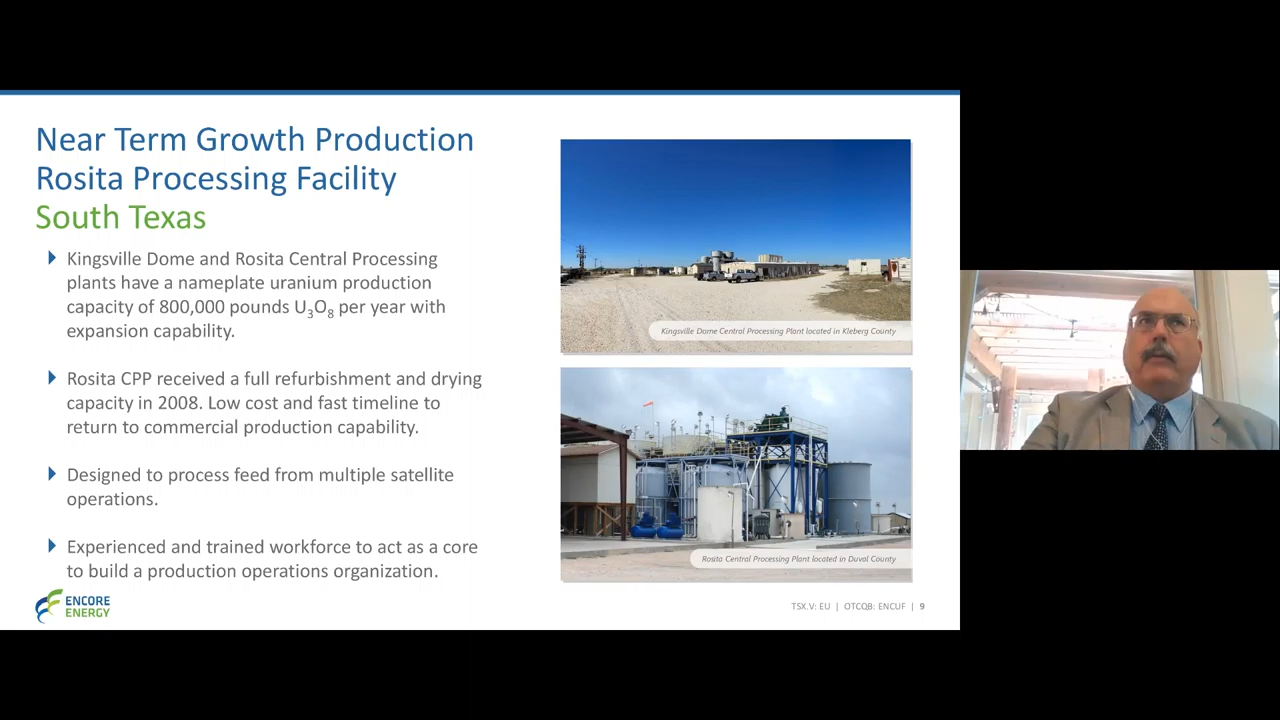 Near Term Growth Production
Rosita Processing Facility
South Texas
Kingsville Dome and Rosita Central Processing
plants have a nameplate uranium production
capacity of 800,000 pounds U₃O₈ per year with
expansion capability.
Rosita CPP received a full refurbishment and drying
capacity in 2008. Low cost and fast timeline to
return to commercial production capability.
Designed to process feed from multiple satellite
operations.
Experienced and trained workforce to act as a core
to build a production operations organization.
Kingsville Dome Central Processing Plant located in Kleberg County
Rosita Central Processing Plant located in Duval County
ENCORE
ENERGY
TSX.V: EU | OTCQB: ENCUF | 9